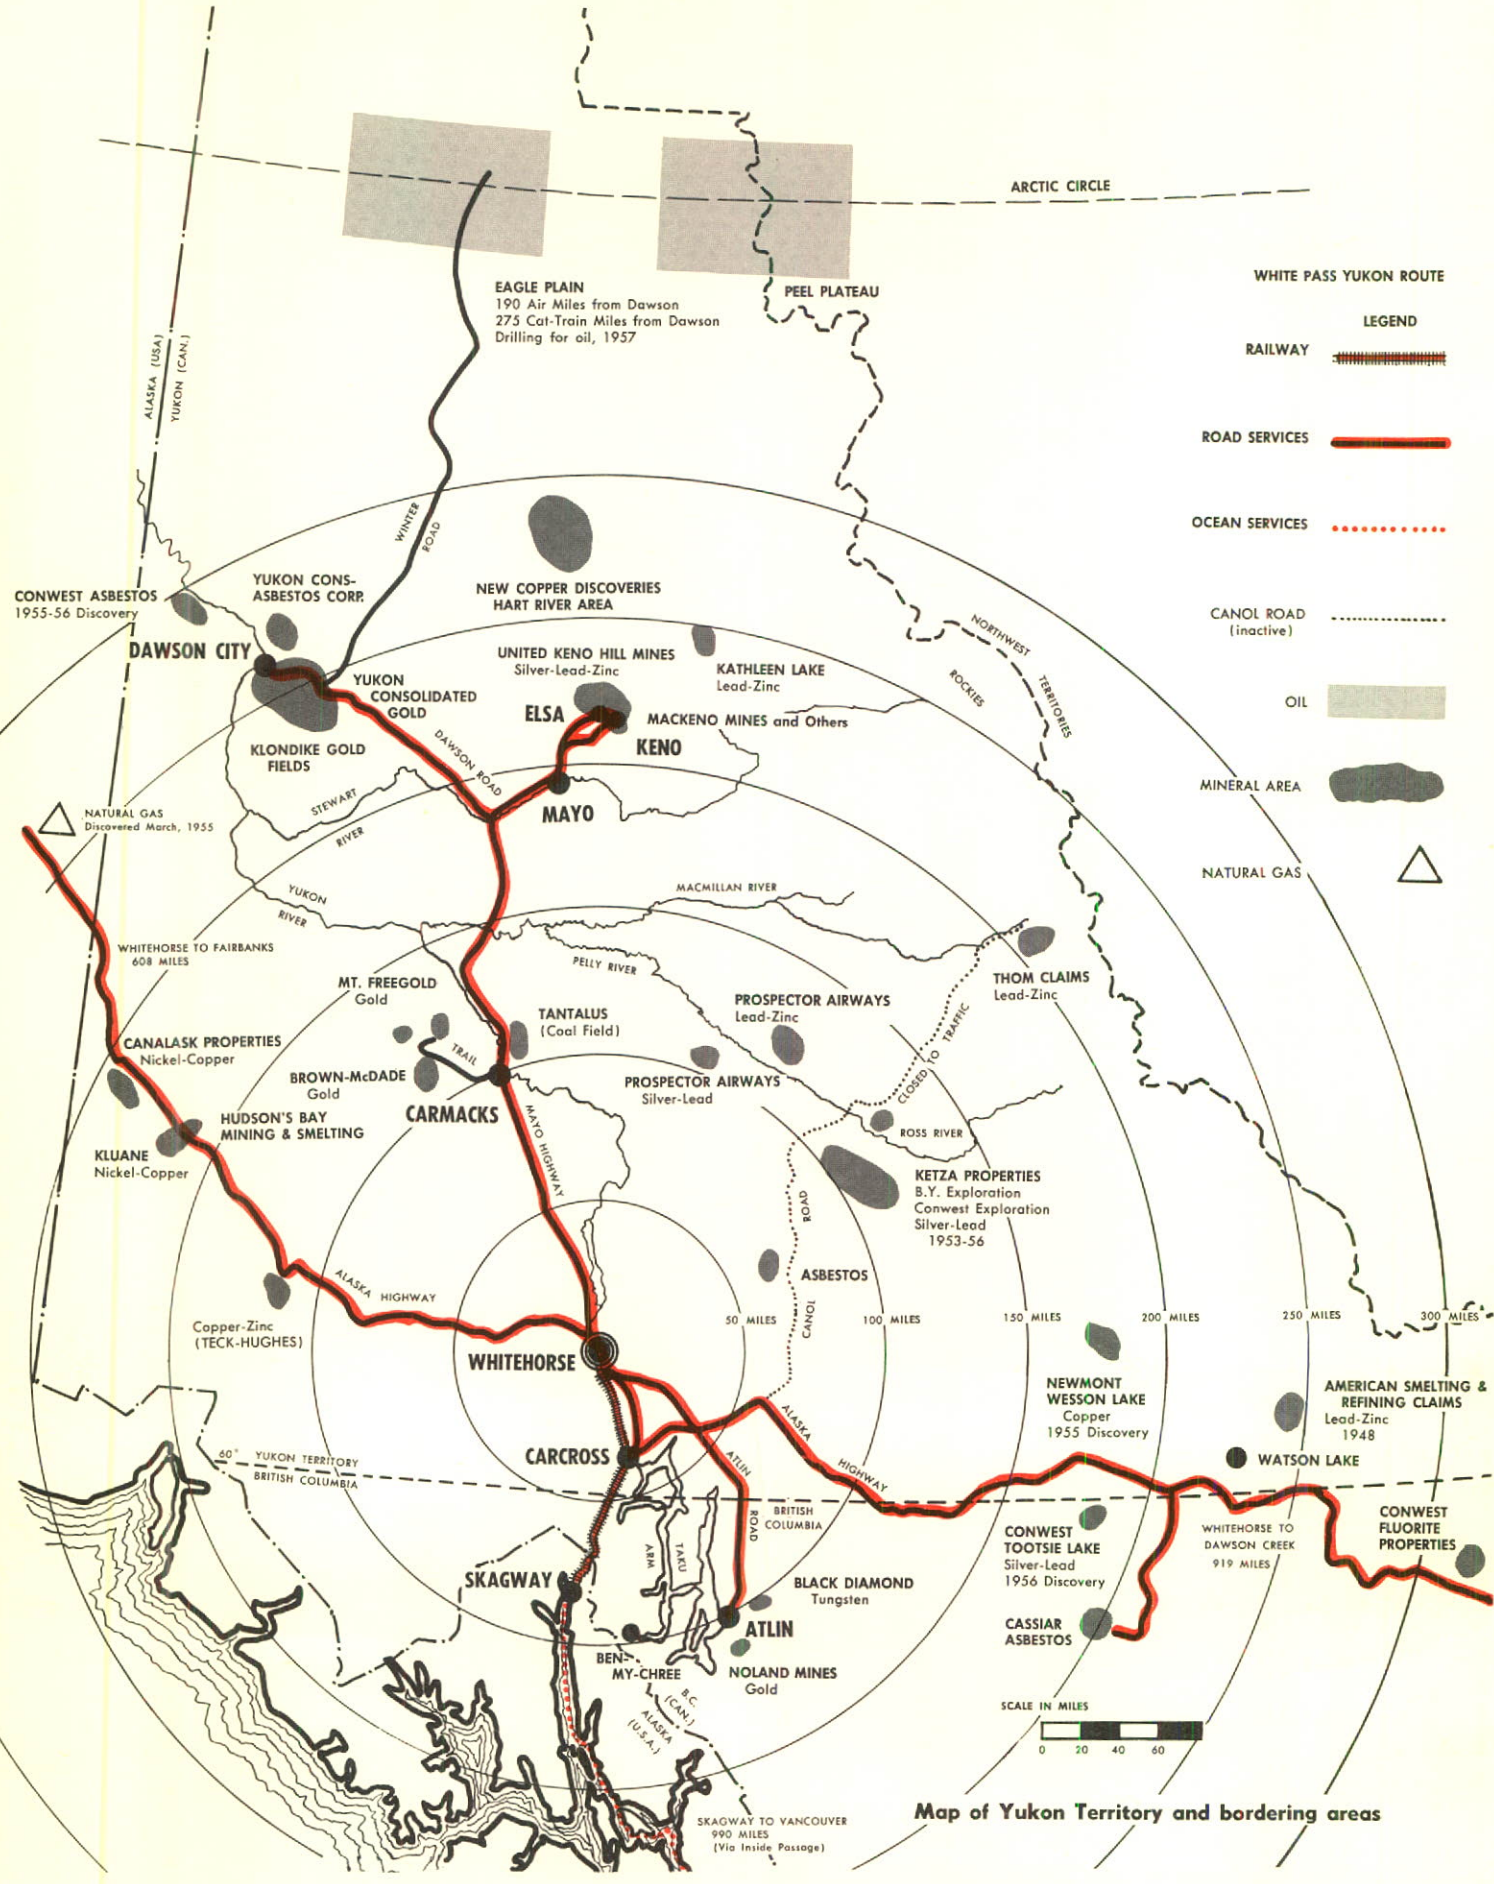 ARCTIC CIRCLE
WHITE PASS YUKON ROUTE
LEGEND
RAILWAY
ROAD SERVICES
OCEAN SERVICES
CANOL ROAD
(inactive)
OIL
MINERAL AREA
NATURAL GAS
EAGLE PLAIN
190 Air Miles from Dawson
275 Cat-Train Miles from Dawson
Drilling for oil, 1957
PEEL PLATEAU
ALASKA (USA)
YUKON (CAN.)
WINTER
ROAD
CONWEST ASBESTOS
1955-56 Discovery
YUKON CONS-
ASBESTOS CORP.
NEW COPPER DISCOVERIES
HART RIVER AREA
DAWSON CITY
UNITED KENO HILL MINES
Silver-Lead-Zinc
KATHLEEN LAKE
Lead-Zinc
NORTHWEST
TERRITORIES
ROCKIES
YUKON
CONSOLIDATED
GOLD
ELSA
MACKENO MINES and Others
KENO
KLONDIKE GOLD
FIELDS
DAWSON ROAD
MAYO
STEWART
RIVER
NATURAL GAS
Discovered March, 1955
YUKON
RIVER
MACMILLAN RIVER
WHITEHORSE TO FAIRBANKS
608 MILES
PELLY RIVER
MT. FREEGOLD
Gold
TANTALUS
(Coal Field)
PROSPECTOR AIRWAYS
Lead-Zinc
THOM CLAIMS
Lead-Zinc
CLOSED TO TRAFFIC
CANALASK PROPERTIES
Nickel-Copper
TRAIL
BROWN-McDADE
Gold
PROSPECTOR AIRWAYS
Silver-Lead
CARMACKS
HUDSON'S BAY
MINING & SMELTING
MAYO HIGHWAY
ROSS RIVER
KLUANE
Nickel-Copper
KETZA PROPERTIES
B.Y. Exploration
Conwest Exploration
Silver-Lead
1953-56
ROAD
CANOL
ASBESTOS
ALASKA HIGHWAY
Copper-Zinc
(TECK-HUGHES)
50 MILES
100 MILES
150 MILES
200 MILES
250 MILES
300 MILES
WHITEHORSE
NEWMONT
WESSON LAKE
Copper
1955 Discovery
AMERICAN SMELTING &
REFINING CLAIMS
Lead-Zinc
1948
ALASKA
HIGHWAY
CARCROSS
WATSON LAKE
60° YUKON TERRITORY
BRITISH COLUMBIA
ATLIN
ROAD
BRITISH
COLUMBIA
CONWEST
TOOTSIE LAKE
Silver-Lead
1956 Discovery
WHITEHORSE TO
DAWSON CREEK
919 MILES
CONWEST
FLUORITE
PROPERTIES
TAKU
ARM
SKAGWAY
BLACK DIAMOND
Tungsten
ATLIN
CASSIAR
ASBESTOS
BEN-
MY-CHREE
NOLAND MINES
Gold
B.C.
(CAN.)
ALASKA
(U.S.A.)
SCALE IN MILES
0 20 40 60
Map of Yukon Territory and bordering areas
SKAGWAY TO VANCOUVER
990 MILES
(Via Inside Passage)